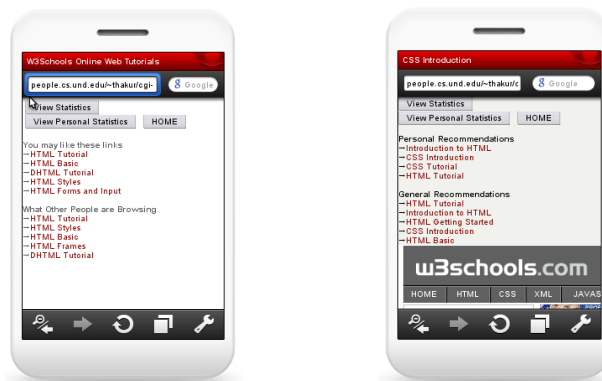 W3Schools Online Web Tutorials
people.cs.und.edu/~thakur/cgi-
8 Google
View Statistics
View Personal Statistics HOME
You may like these links
HTML Tutorial
HTML Basic
DHTML Tutorial
HTML Styles
HTML Forms and Input
What Other People are Browsing
HTML Tutorial
HTML Styles
HTML Basic
HTML Frames
DHTML Tutorial
CSS Introduction
people.cs.und.edu/~thakur/c
8 Google
View Statistics
View Personal Statistics HOME
Personal Recommendations
Introduction to HTML
CSS Introduction
CSS Tutorial
HTML Tutorial
General Recommendations
HTML Tutorial
Introduction to HTML
HTML Getting Started
CSS Introduction
HTML Basic
w3schools.com
HOME HTML CSS XML JAVAS